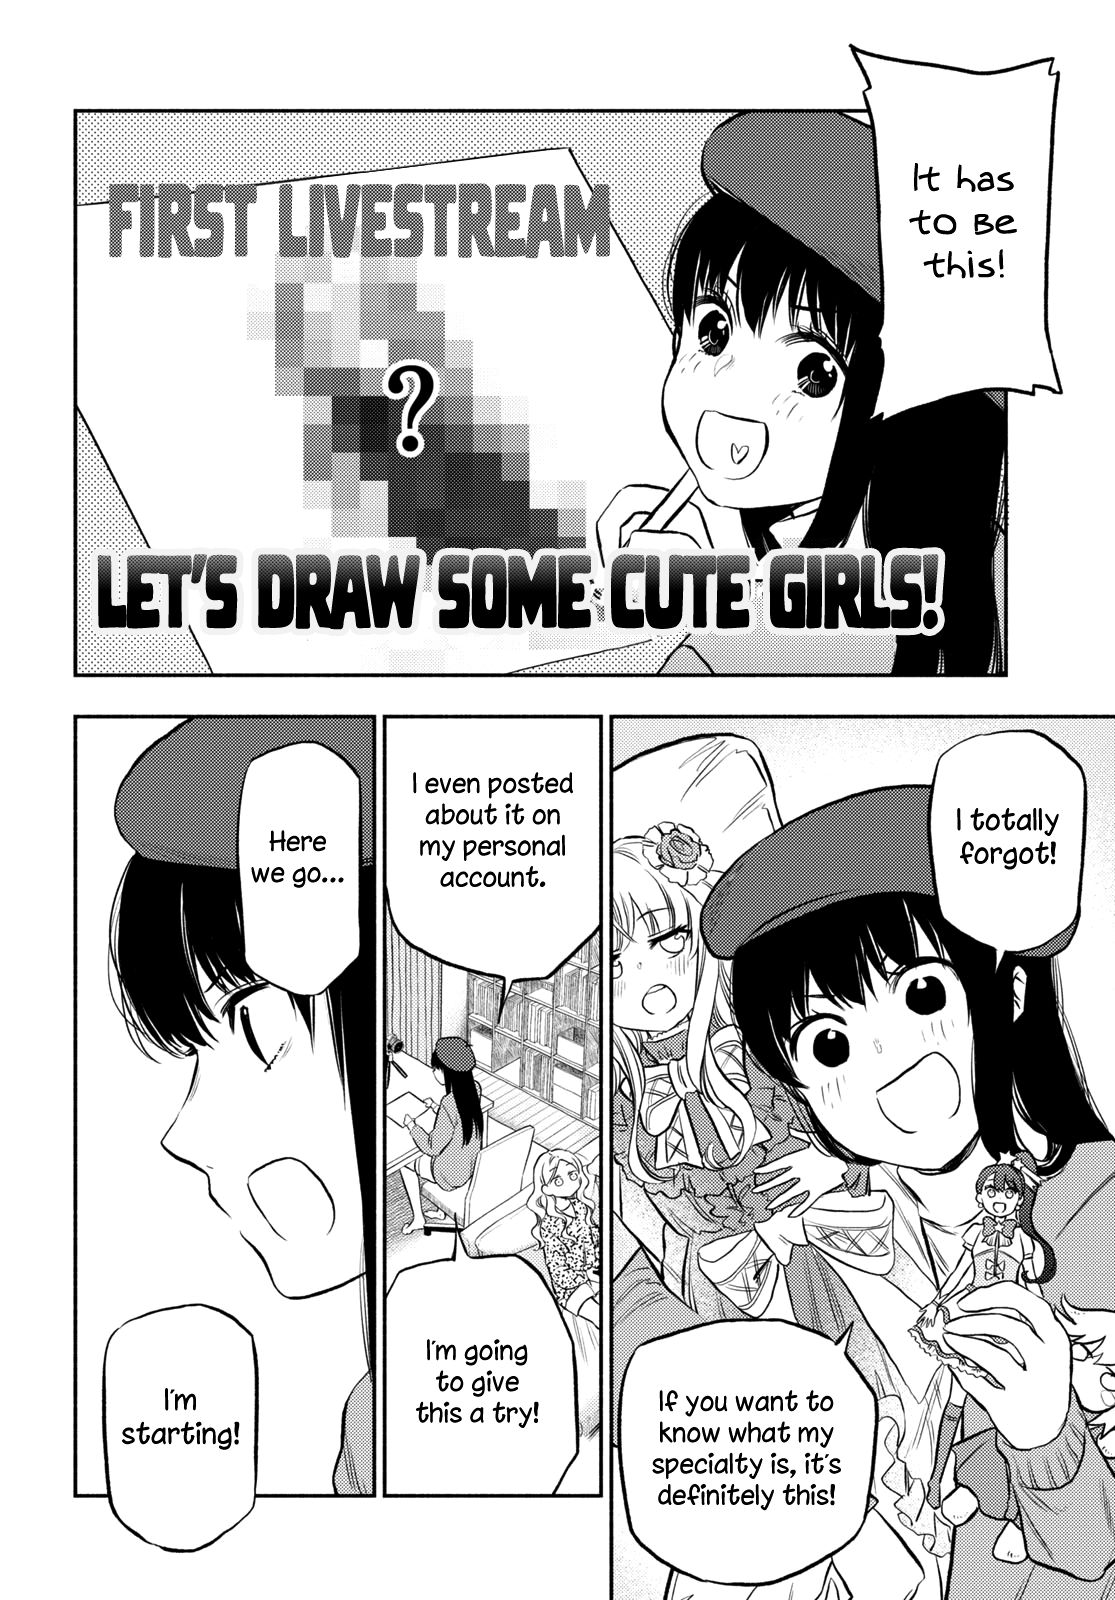 It has
to Be
this!
FIRST LIVESTREAM
?
LET'S DRAW SOME CUTE GIRLS!
I totally
forgot!
If you want to
know what my
specialty is, it's
definitely this!
I even posted
about it on
my personal
account.
I'm going
to give
this a try!
Here
we go...
I'm
starting!